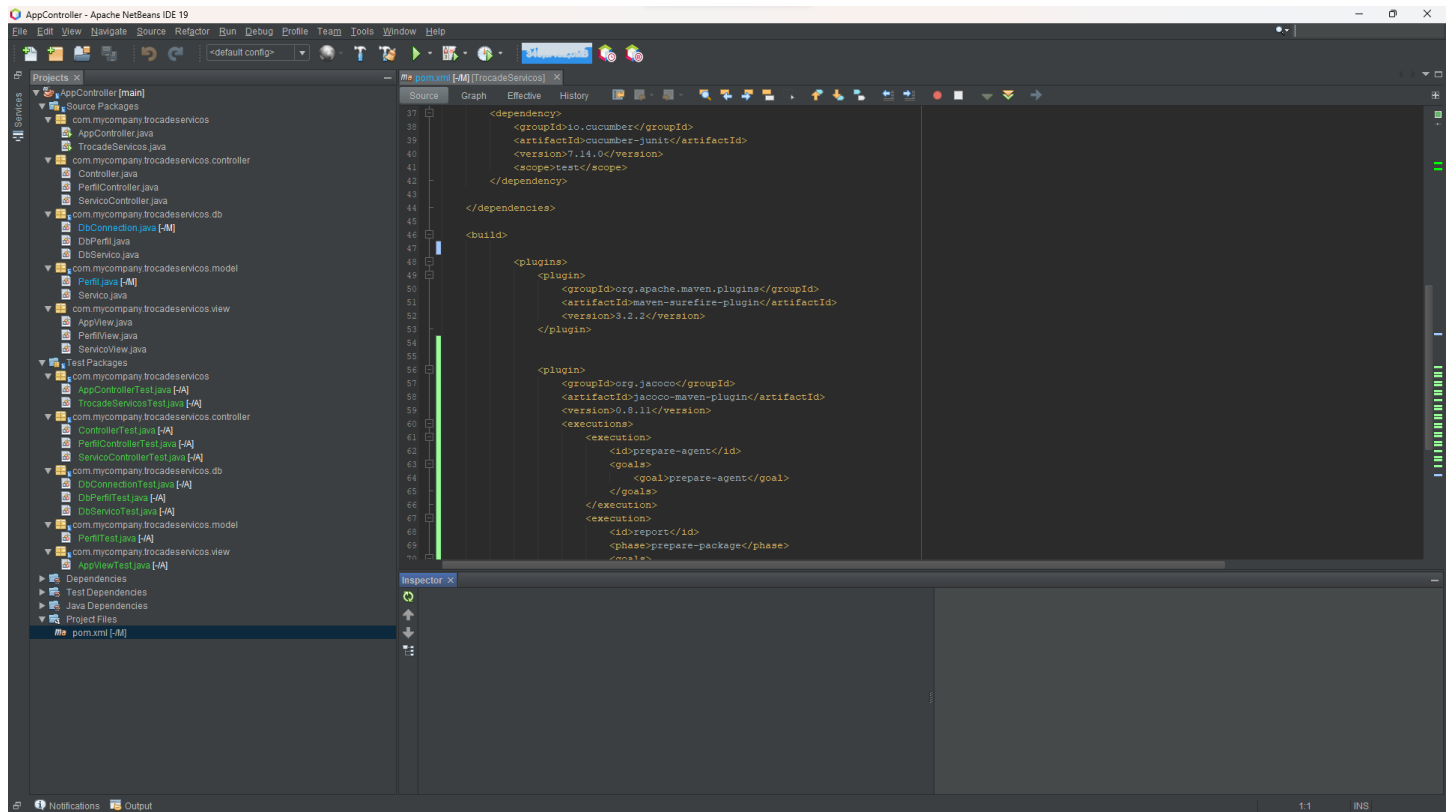 AppController - Apache NetBeans IDE 19
File Edit View Navigate Source Refactor Run Debug Profile Team Tools Window Help
<default config>
Projects
Services
AppController [main]
Source Packages
com.mycompany.trocadeservicos
AppController.java
TrocadeServicos.java
com.mycompany.trocadeservicos.controller
Controller.java
PerfilController.java
ServicoController.java
com.mycompany.trocadeservicos.db
DbConnection.java [-/M]
DbPerfil.java
DbServico.java
com.mycompany.trocadeservicos.model
Perfil.java [-/M]
Servico.java
com.mycompany.trocadeservicos.view
AppView.java
PerfilView.java
ServicoView.java
Test Packages
com.mycompany.trocadeservicos
AppControllerTest.java [-/A]
TrocadeServicosTest.java [-/A]
com.mycompany.trocadeservicos.controller
ControllerTest.java [-/A]
PerfilControllerTest.java [-/A]
ServicoControllerTest.java [-/A]
com.mycompany.trocadeservicos.db
DbConnectionTest.java [-/A]
DbPerfilTest.java [-/A]
DbServicoTest.java [-/A]
com.mycompany.trocadeservicos.model
PerfilTest.java [-/A]
com.mycompany.trocadeservicos.view
AppViewTest.java [-/A]
Dependencies
Test Dependencies
Java Dependencies
Project Files
pom.xml [-/M]
pom.xml [-/M] [TrocadeServicos]
Source Graph Effective History
37 <dependency>
38 <groupId>io.cucumber</groupId>
39 <artifactId>cucumber-junit</artifactId>
40 <version>7.14.0</version>
41 <scope>test</scope>
42 </dependency>
43
44 </dependencies>
45
46 <build>
47
48 <plugins>
49 <plugin>
50 <groupId>org.apache.maven.plugins</groupId>
51 <artifactId>maven-surefire-plugin</artifactId>
52 <version>3.2.2</version>
53 </plugin>
54
55
56 <plugin>
57 <groupId>org.jacoco</groupId>
58 <artifactId>jacoco-maven-plugin</artifactId>
59 <version>0.8.11</version>
60 <executions>
61 <execution>
62 <id>prepare-agent</id>
63 <goals>
64 <goal>prepare-agent</goal>
65 </goals>
66 </execution>
67 <execution>
68 <id>report</id>
69 <phase>prepare-package</phase>
70 <goals>
Inspector
Notifications Output
1:1 INS